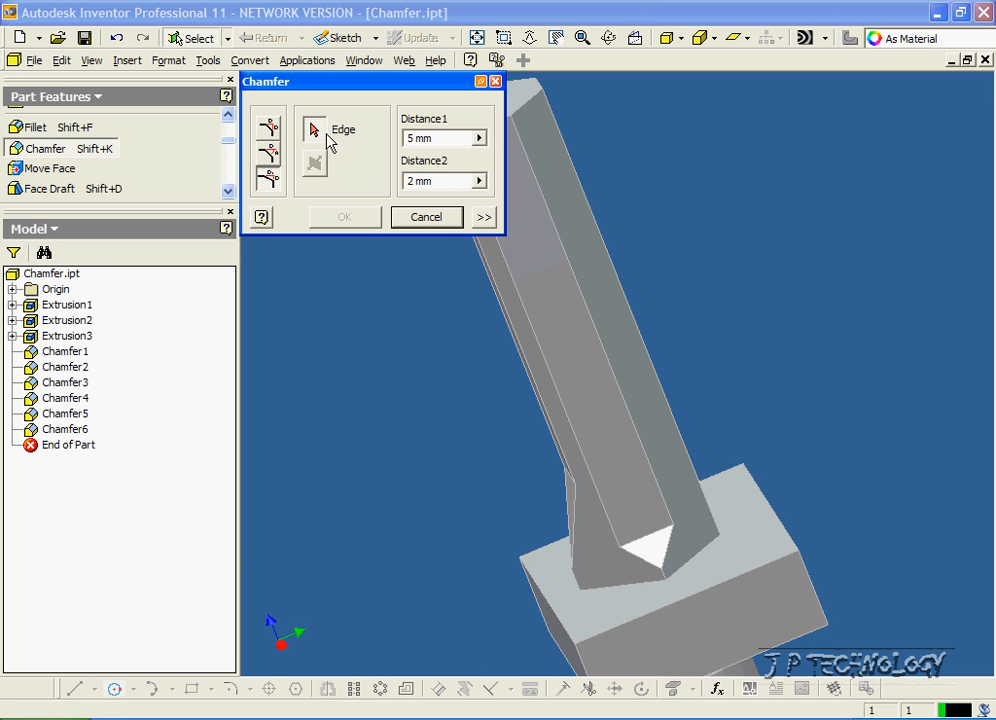 Autodesk Inventor Professional 11 - NETWORK VERSION - [Chamfer.ipt]
Select Return Sketch Update As Material
File Edit View Insert Format Tools Convert Applications Window Web Help
Part Features
Fillet Shift+F
Chamfer Shift+K
Move Face
Face Draft Shift+D
Model
Chamfer.ipt
Origin
Extrusion1
Extrusion2
Extrusion3
Chamfer1
Chamfer2
Chamfer3
Chamfer4
Chamfer5
Chamfer6
End of Part
Chamfer
Edge
Distance1
5 mm
Distance2
2 mm
OK Cancel >>
J P TECHNOLOGY
1 1